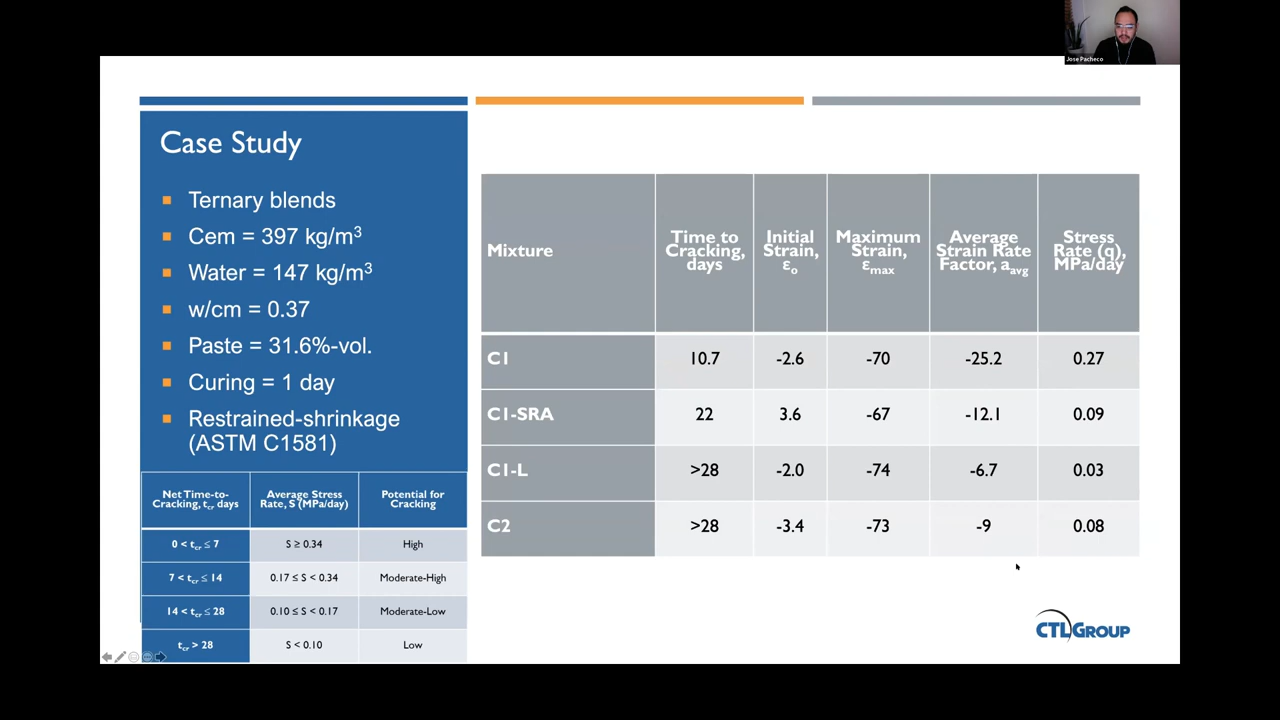 Jose Pacheco
Case Study
Ternary blends
Cem = 397 kg/m³
Water = 147 kg/m³
w/cm = 0.37
Paste = 31.6%-vol.
Curing = 1 day
Restrained-shrinkage
(ASTM C1581)
Net Time-to-
Cracking, tcr, days
Average Stress
Rate, S (MPa/day)
Potential for
Cracking
0 < tcr ≤ 7
S ≥ 0.34
High
7 < tcr ≤ 14
0.17 ≤ S < 0.34
Moderate-High
14 < tcr ≤ 28
0.10 ≤ S < 0.17
Moderate-Low
tcr > 28
S < 0.10
Low
Mixture
Time to
Cracking,
days
Initial
Strain,
εo
Maximum
Strain,
εmax
Average
Strain Rate
Factor, aavg
Stress
Rate (q),
MPa/day
C1
10.7
-2.6
-70
-25.2
0.27
C1-SRA
22
3.6
-67
-12.1
0.09
C1-L
>28
-2.0
-74
-6.7
0.03
C2
>28
-3.4
-73
-9
0.08
CTLGROUP